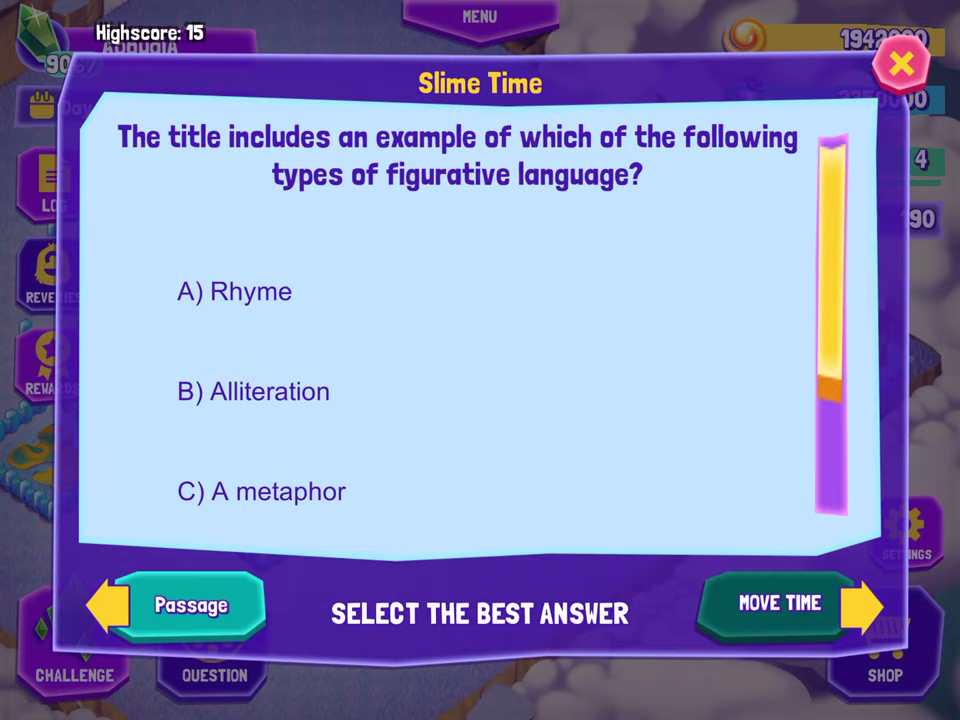 Highscore: 15
MENU
Slime Time
The title includes an example of which of the following
types of figurative language?
4
A) Rhyme
B) Alliteration
C) A metaphor
SETTINGS
Passage
SELECT THE BEST ANSWER
MOVE TIME
CHALLENGE
QUESTION
SHOP